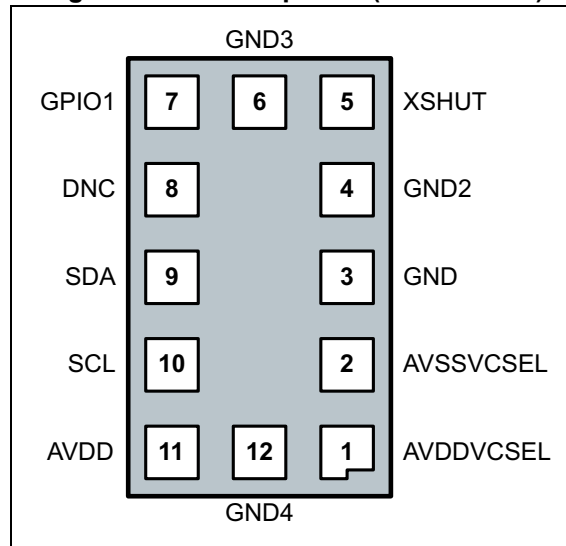 GND3
GPIO1 7 6 5 XSHUT
DNC 8 4 GND2
SDA 9 3 GND
SCL 10 2 AVSSVCSEL
AVDD 11 12 1 AVDDVCSEL
GND4